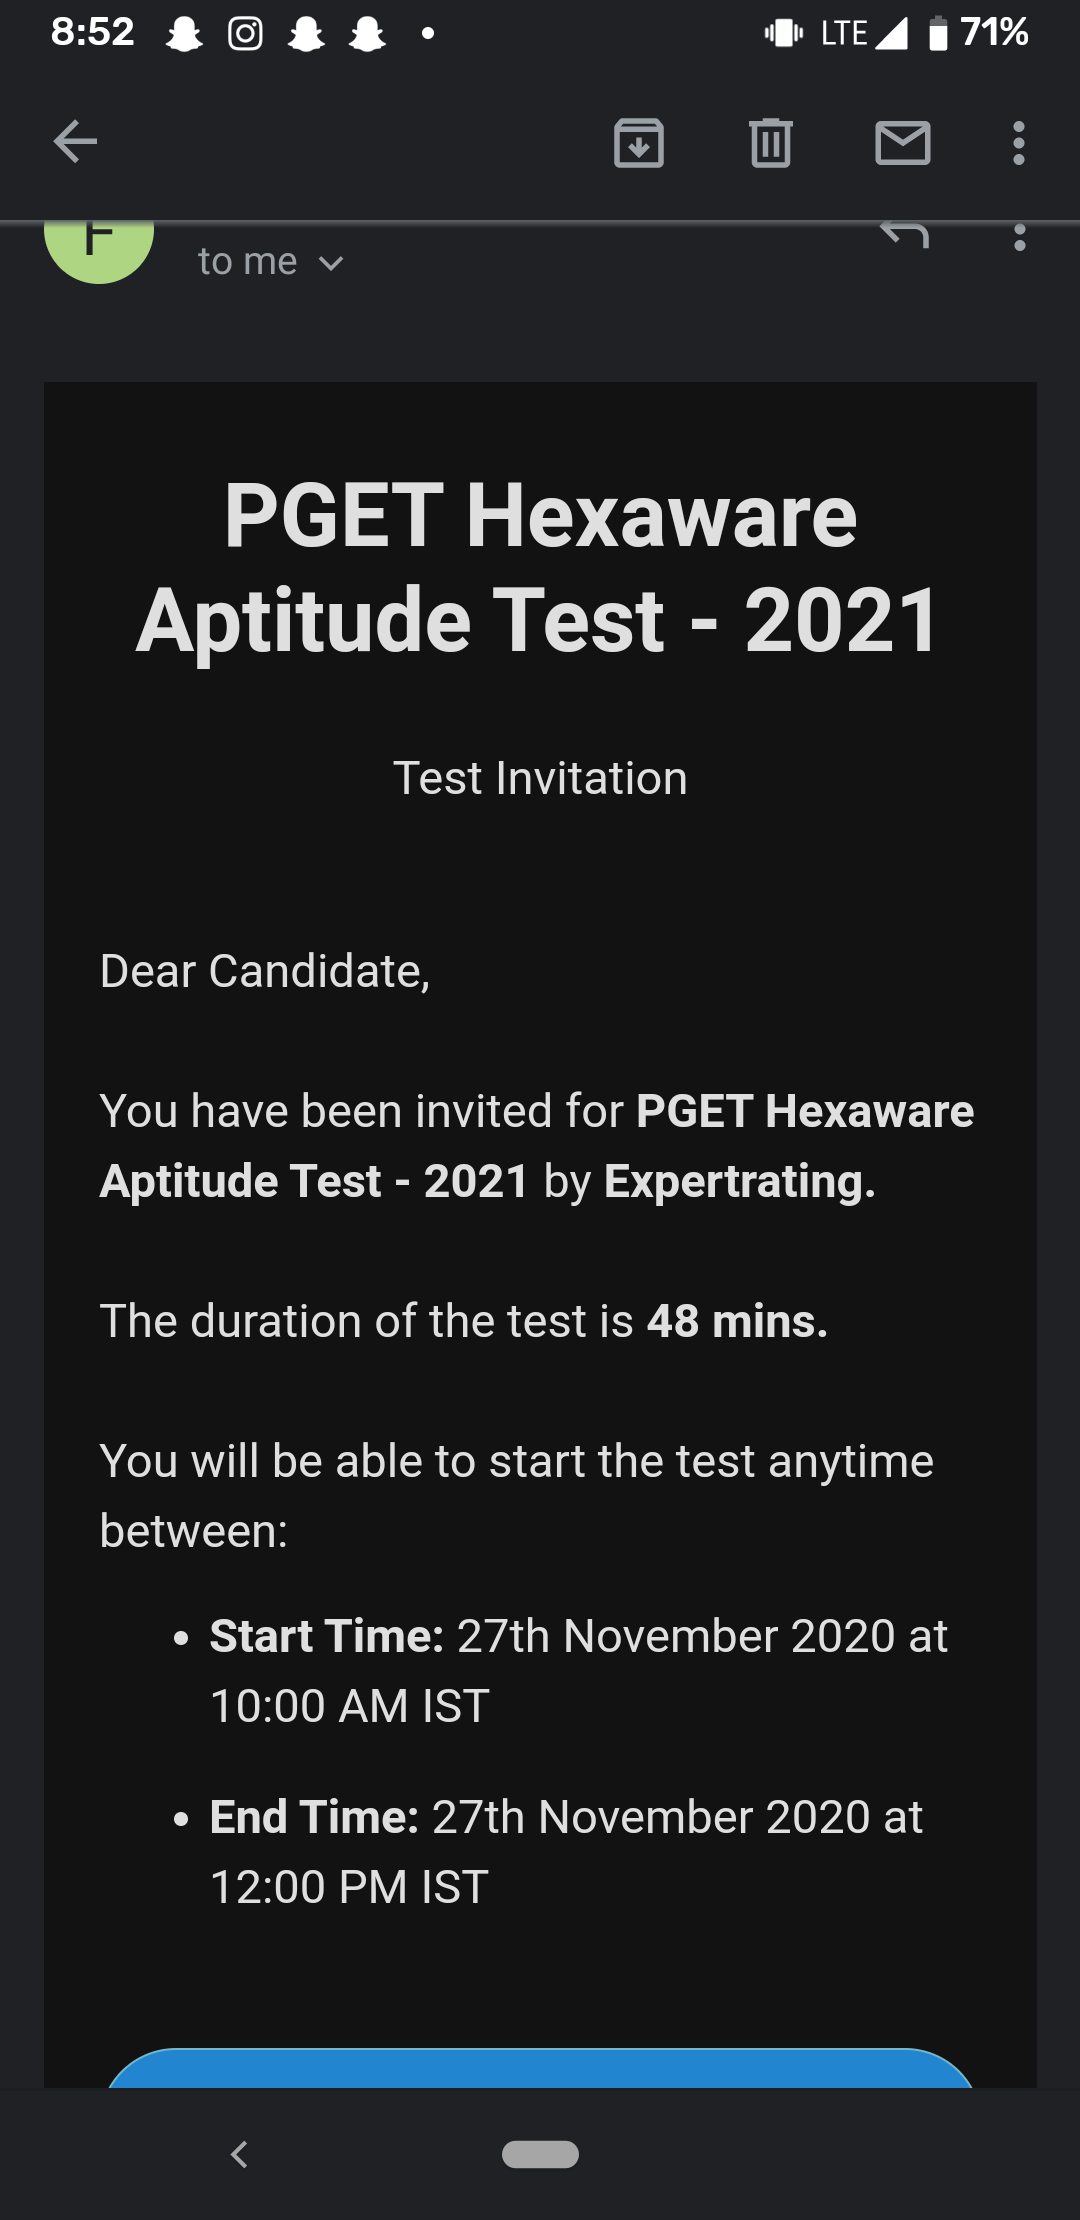 8:52 LTE 71%
F
to me
PGET Hexaware
Aptitude Test - 2021
Test Invitation
Dear Candidate,
You have been invited for PGET Hexaware
Aptitude Test - 2021 by Expertrating.
The duration of the test is 48 mins.
You will be able to start the test anytime
between:
• Start Time: 27th November 2020 at
10:00 AM IST
• End Time: 27th November 2020 at
12:00 PM IST